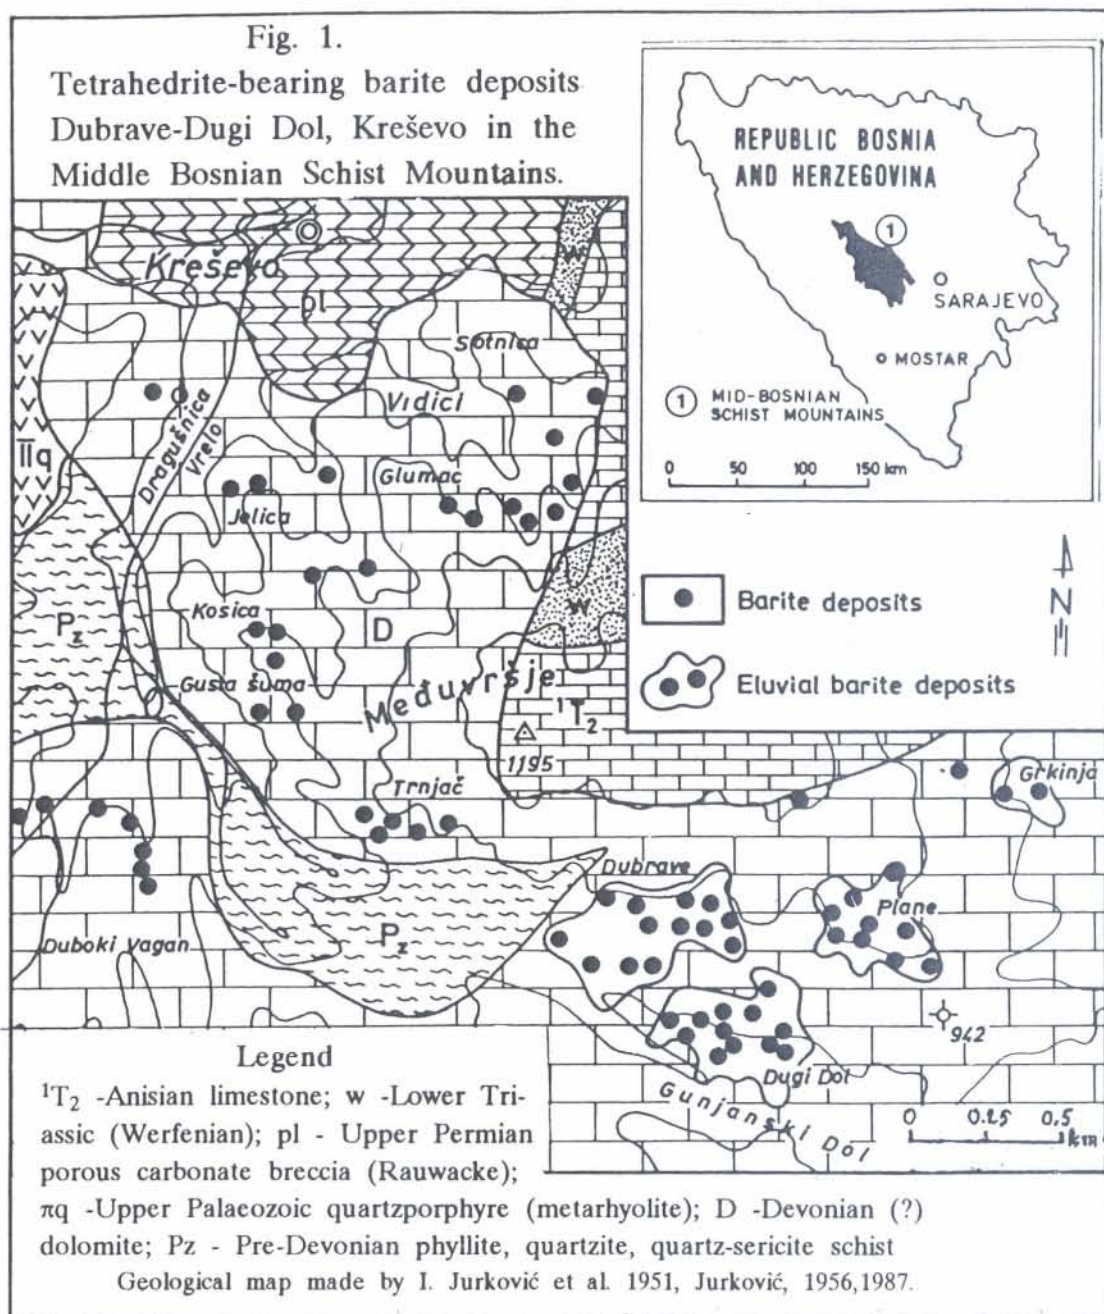 Fig. 1.
Tetrahedrite-bearing barite deposits
Dubrave-Dugi Dol, Kreševo in the
Middle Bosnian Schist Mountains.
REPUBLIC BOSNIA
AND HERZEGOVINA
1
SARAJEVO
MOSTAR
1 MID-BOSNIAN
SCHIST MOUNTAINS
0 50 100 150 km
Barite deposits
Eluvial barite deposits
N
Kreševo
pl
w
Sotnica
Vidici
Dragušnica
Vrelo
πq
Glumac
Jelica
w
Kosica
D
Pz
Gusta šuma
Međuvršje
¹T₂
1195
Trnjač
Grkinja
Dubrave
Plane
Pz
Duboki Vagan
942
Dugi Dol
Gunjanski Dol
0 0.25 0.5
km
Legend
¹T₂ -Anisian limestone; w -Lower Tri-
assic (Werfenian); pl - Upper Permian
porous carbonate breccia (Rauwacke);
πq -Upper Palaeozoic quartzporphyre (metarhyolite); D -Devonian (?)
dolomite; Pz - Pre-Devonian phyllite, quartzite, quartz-sericite schist
Geological map made by I. Jurković et al. 1951, Jurković, 1956,1987.